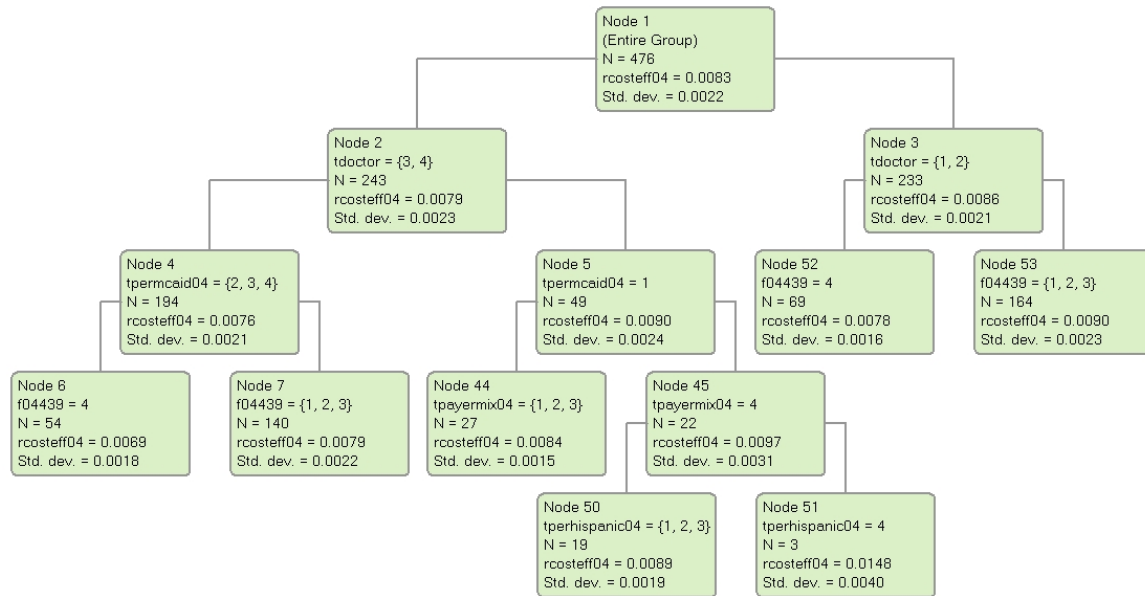 Node 1
(Entire Group)
N = 476
rcosteff04 = 0.0083
Std. dev. = 0.0022
Node 2
tdoctor = {3, 4}
N = 243
rcosteff04 = 0.0079
Std. dev. = 0.0023
Node 3
tdoctor = {1, 2}
N = 233
rcosteff04 = 0.0086
Std. dev. = 0.0021
Node 4
tpermcaid04 = {2, 3, 4}
N = 194
rcosteff04 = 0.0076
Std. dev. = 0.0021
Node 5
tpermcaid04 = 1
N = 49
rcosteff04 = 0.0090
Std. dev. = 0.0024
Node 52
f04439 = 4
N = 69
rcosteff04 = 0.0078
Std. dev. = 0.0016
Node 53
f04439 = {1, 2, 3}
N = 164
rcosteff04 = 0.0090
Std. dev. = 0.0023
Node 6
f04439 = 4
N = 54
rcosteff04 = 0.0069
Std. dev. = 0.0018
Node 7
f04439 = {1, 2, 3}
N = 140
rcosteff04 = 0.0079
Std. dev. = 0.0022
Node 44
tpayermix04 = {1, 2, 3}
N = 27
rcosteff04 = 0.0084
Std. dev. = 0.0015
Node 45
tpayermix04 = 4
N = 22
rcosteff04 = 0.0097
Std. dev. = 0.0031
Node 50
tperhispanic04 = {1, 2, 3}
N = 19
rcosteff04 = 0.0089
Std. dev. = 0.0019
Node 51
tperhispanic04 = 4
N = 3
rcosteff04 = 0.0148
Std. dev. = 0.0040